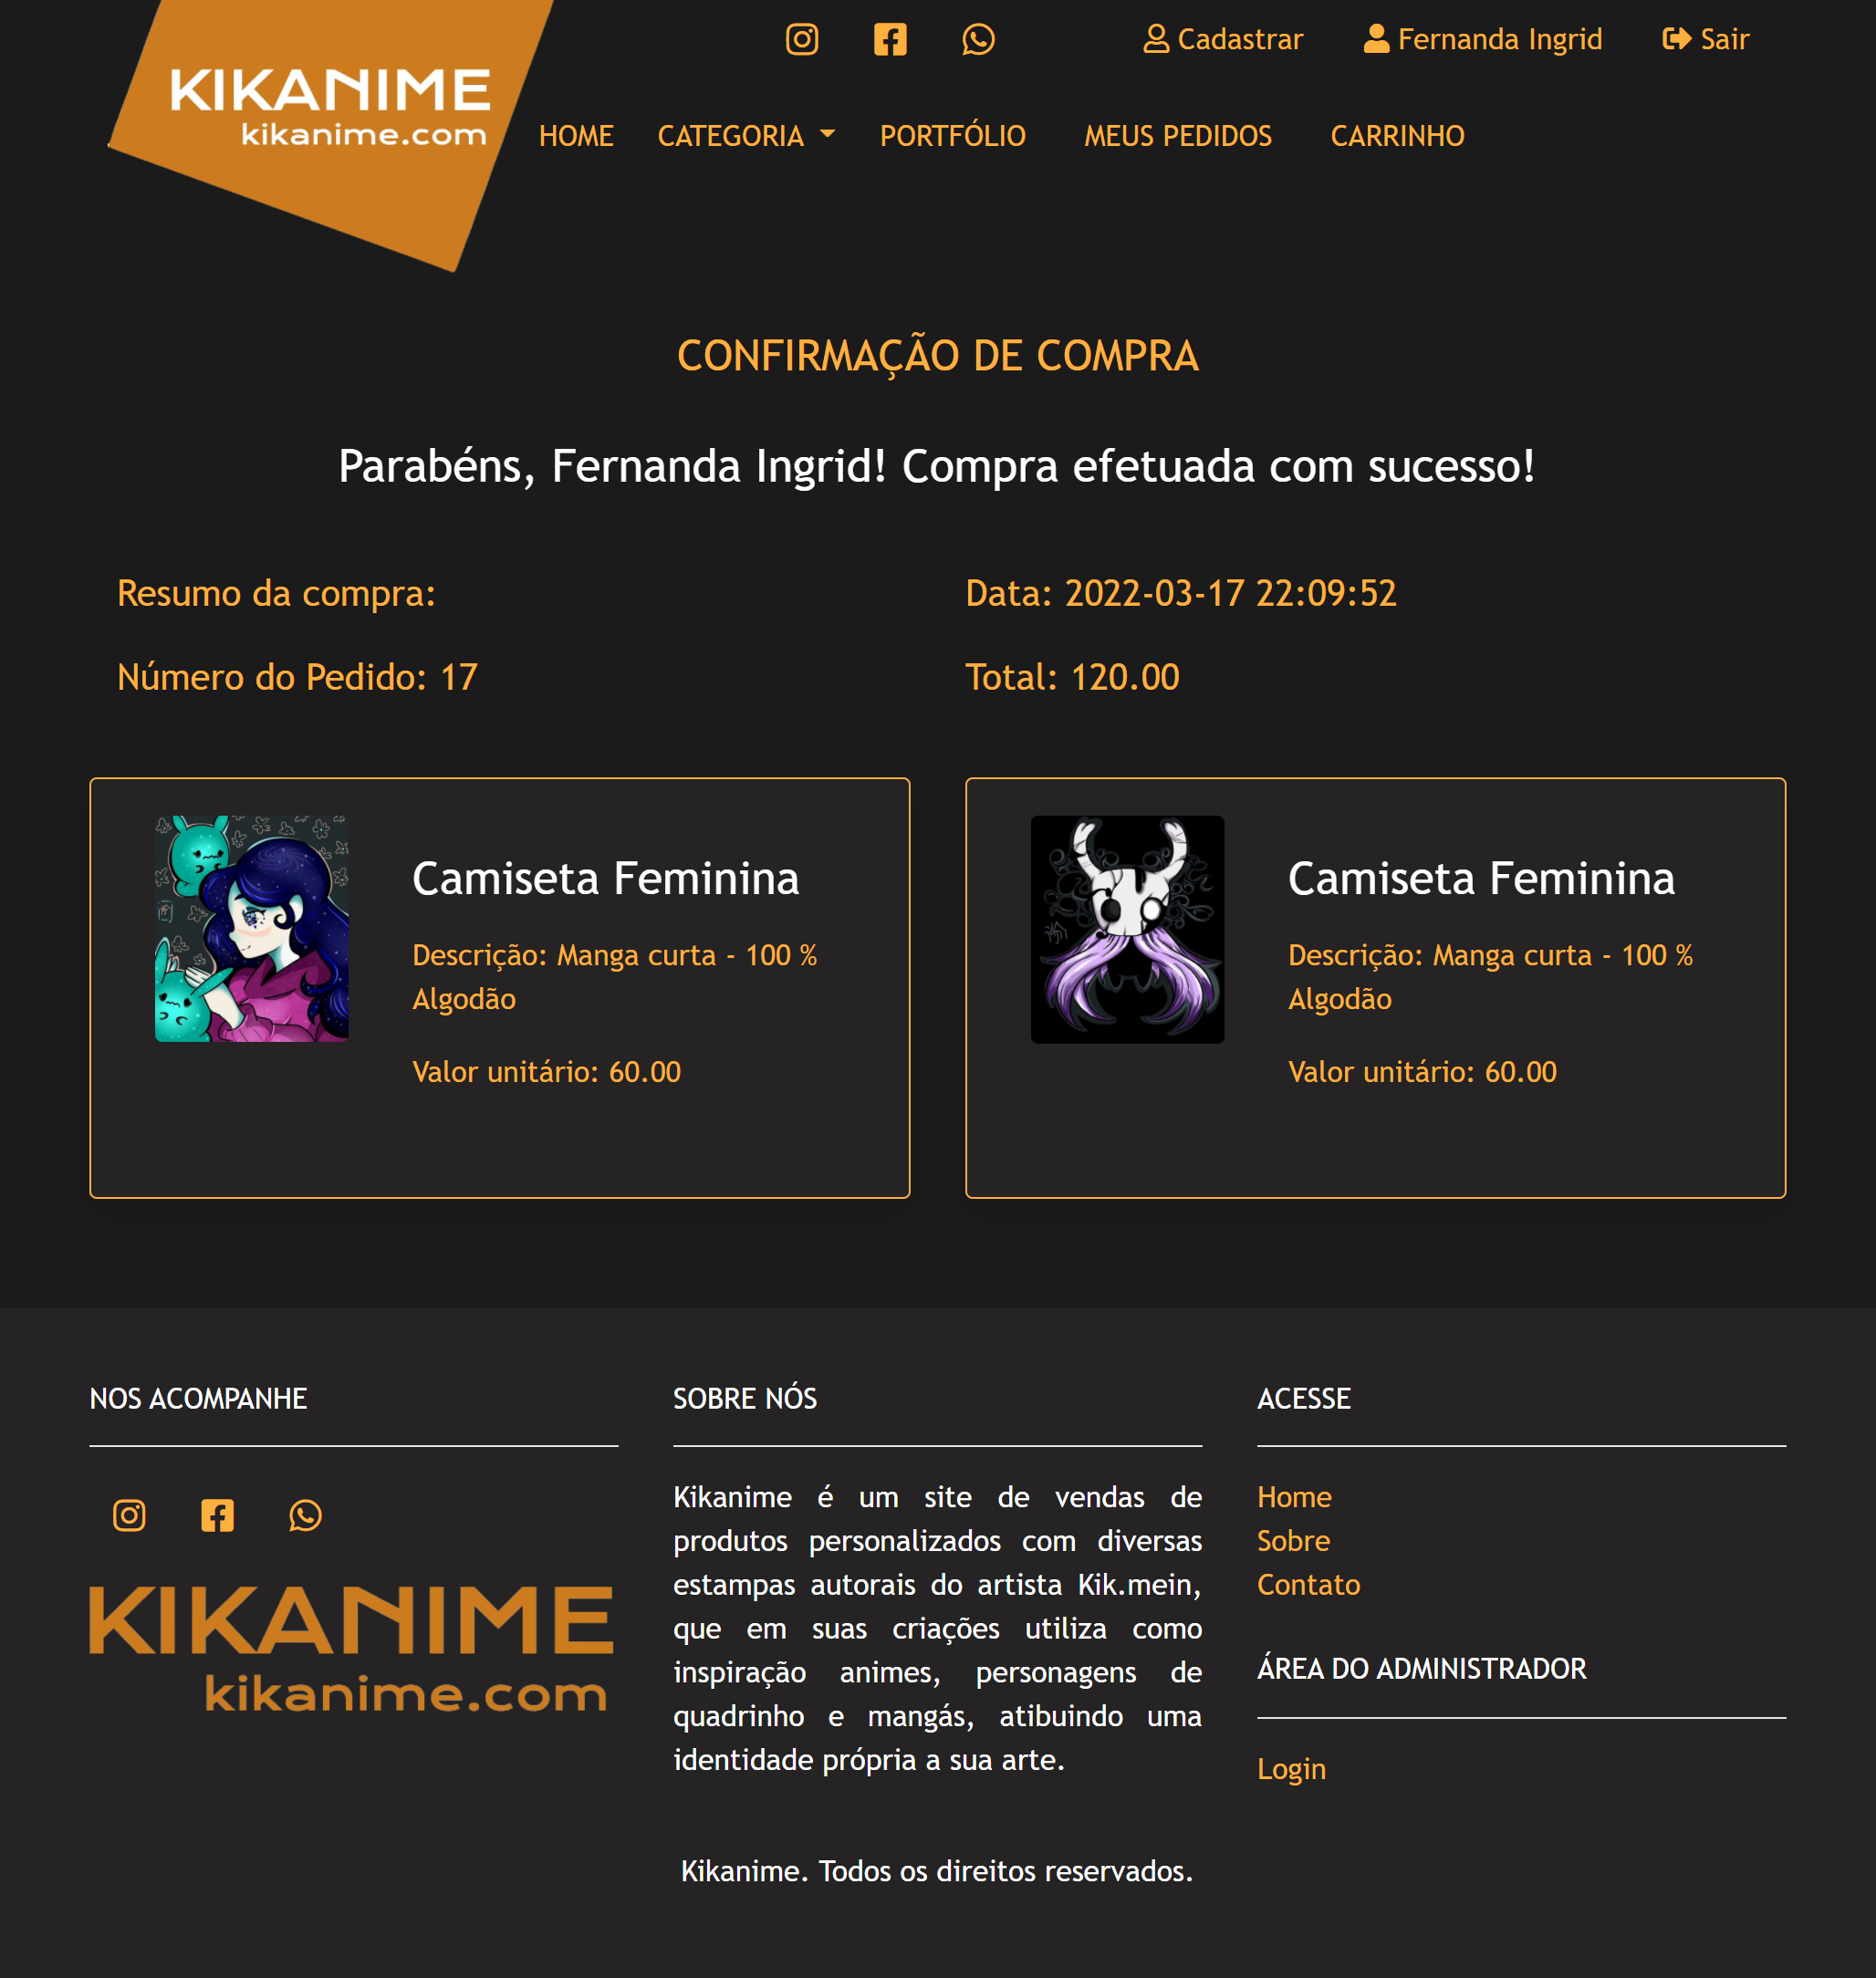 KIKANIME
kikanime.com
Cadastrar
Fernanda Ingrid
Sair
HOME
CATEGORIA
PORTFÓLIO
MEUS PEDIDOS
CARRINHO
CONFIRMAÇÃO DE COMPRA
Parabéns, Fernanda Ingrid! Compra efetuada com sucesso!
Resumo da compra:
Data: 2022-03-17 22:09:52
Número do Pedido: 17
Total: 120.00
Camiseta Feminina
Descrição: Manga curta - 100 %
Algodão
Valor unitário: 60.00
Camiseta Feminina
Descrição: Manga curta - 100 %
Algodão
Valor unitário: 60.00
NOS ACOMPANHE
KIKANIME
kikanime.com
SOBRE NÓS
Kikanime é um site de vendas de
produtos personalizados com diversas
estampas autorais do artista Kik.mein,
que em suas criações utiliza como
inspiração animes, personagens de
quadrinho e mangás, atibuindo uma
identidade própria a sua arte.
ACESSE
Home
Sobre
Contato
ÁREA DO ADMINISTRADOR
Login
Kikanime. Todos os direitos reservados.